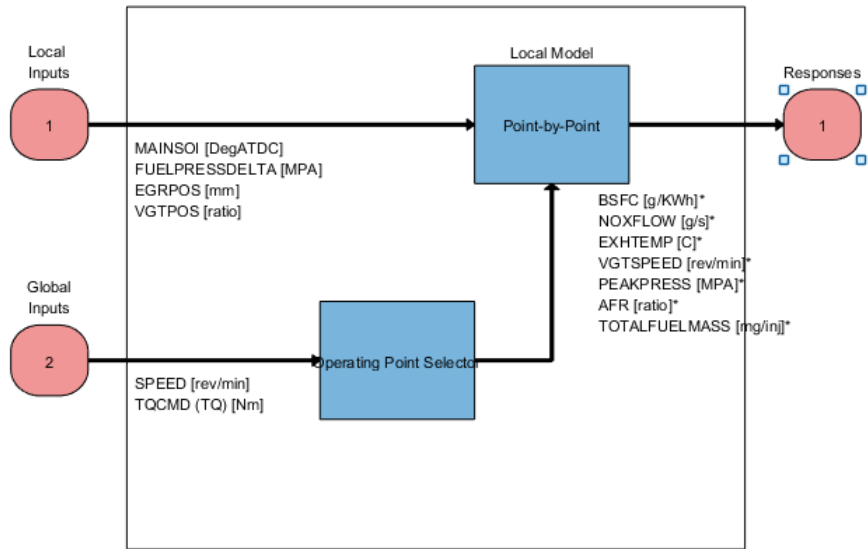 Local
Inputs
1
MAINSOI [DegATDC]
FUELPRESSDELTA [MPA]
EGRPOS [mm]
VGTPOS [ratio]
Local Model
Point-by-Point
Responses
1
BSFC [g/KWh]*
NOXFLOW [g/s]*
EXHTEMP [C]*
VGTSPEED [rev/min]*
PEAKPRESS [MPA]*
AFR [ratio]*
TOTALFUELMASS [mg/inj]*
Global
Inputs
2
SPEED [rev/min]
TQCMD (TQ) [Nm]
Operating Point Selector